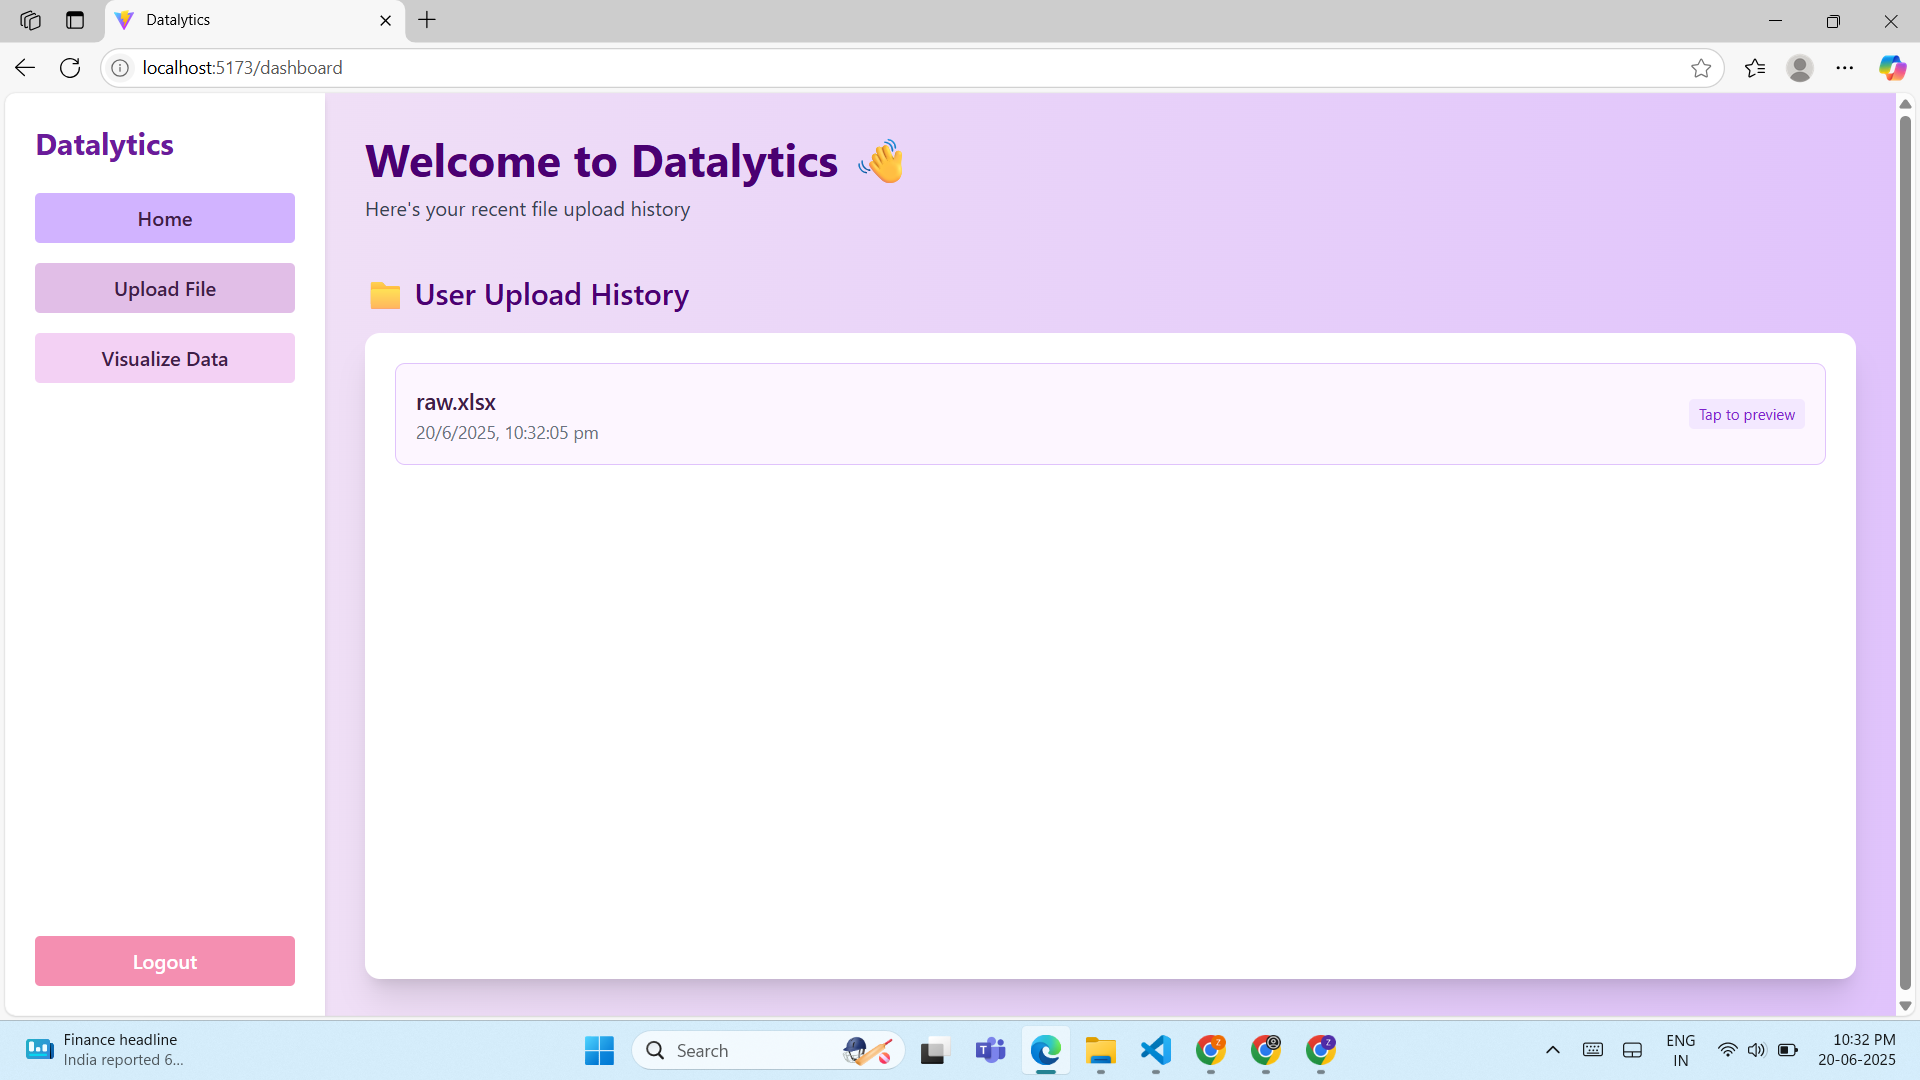 Datalytics
localhost:5173/dashboard
Datalytics
Home
Upload File
Visualize Data
Logout
Welcome to Datalytics 👋
Here's your recent file upload history
📁 User Upload History
raw.xlsx
20/6/2025, 10:32:05 pm
Tap to preview
Finance headline
India reported 6...
Search
ENG
IN
10:32 PM
20-06-2025